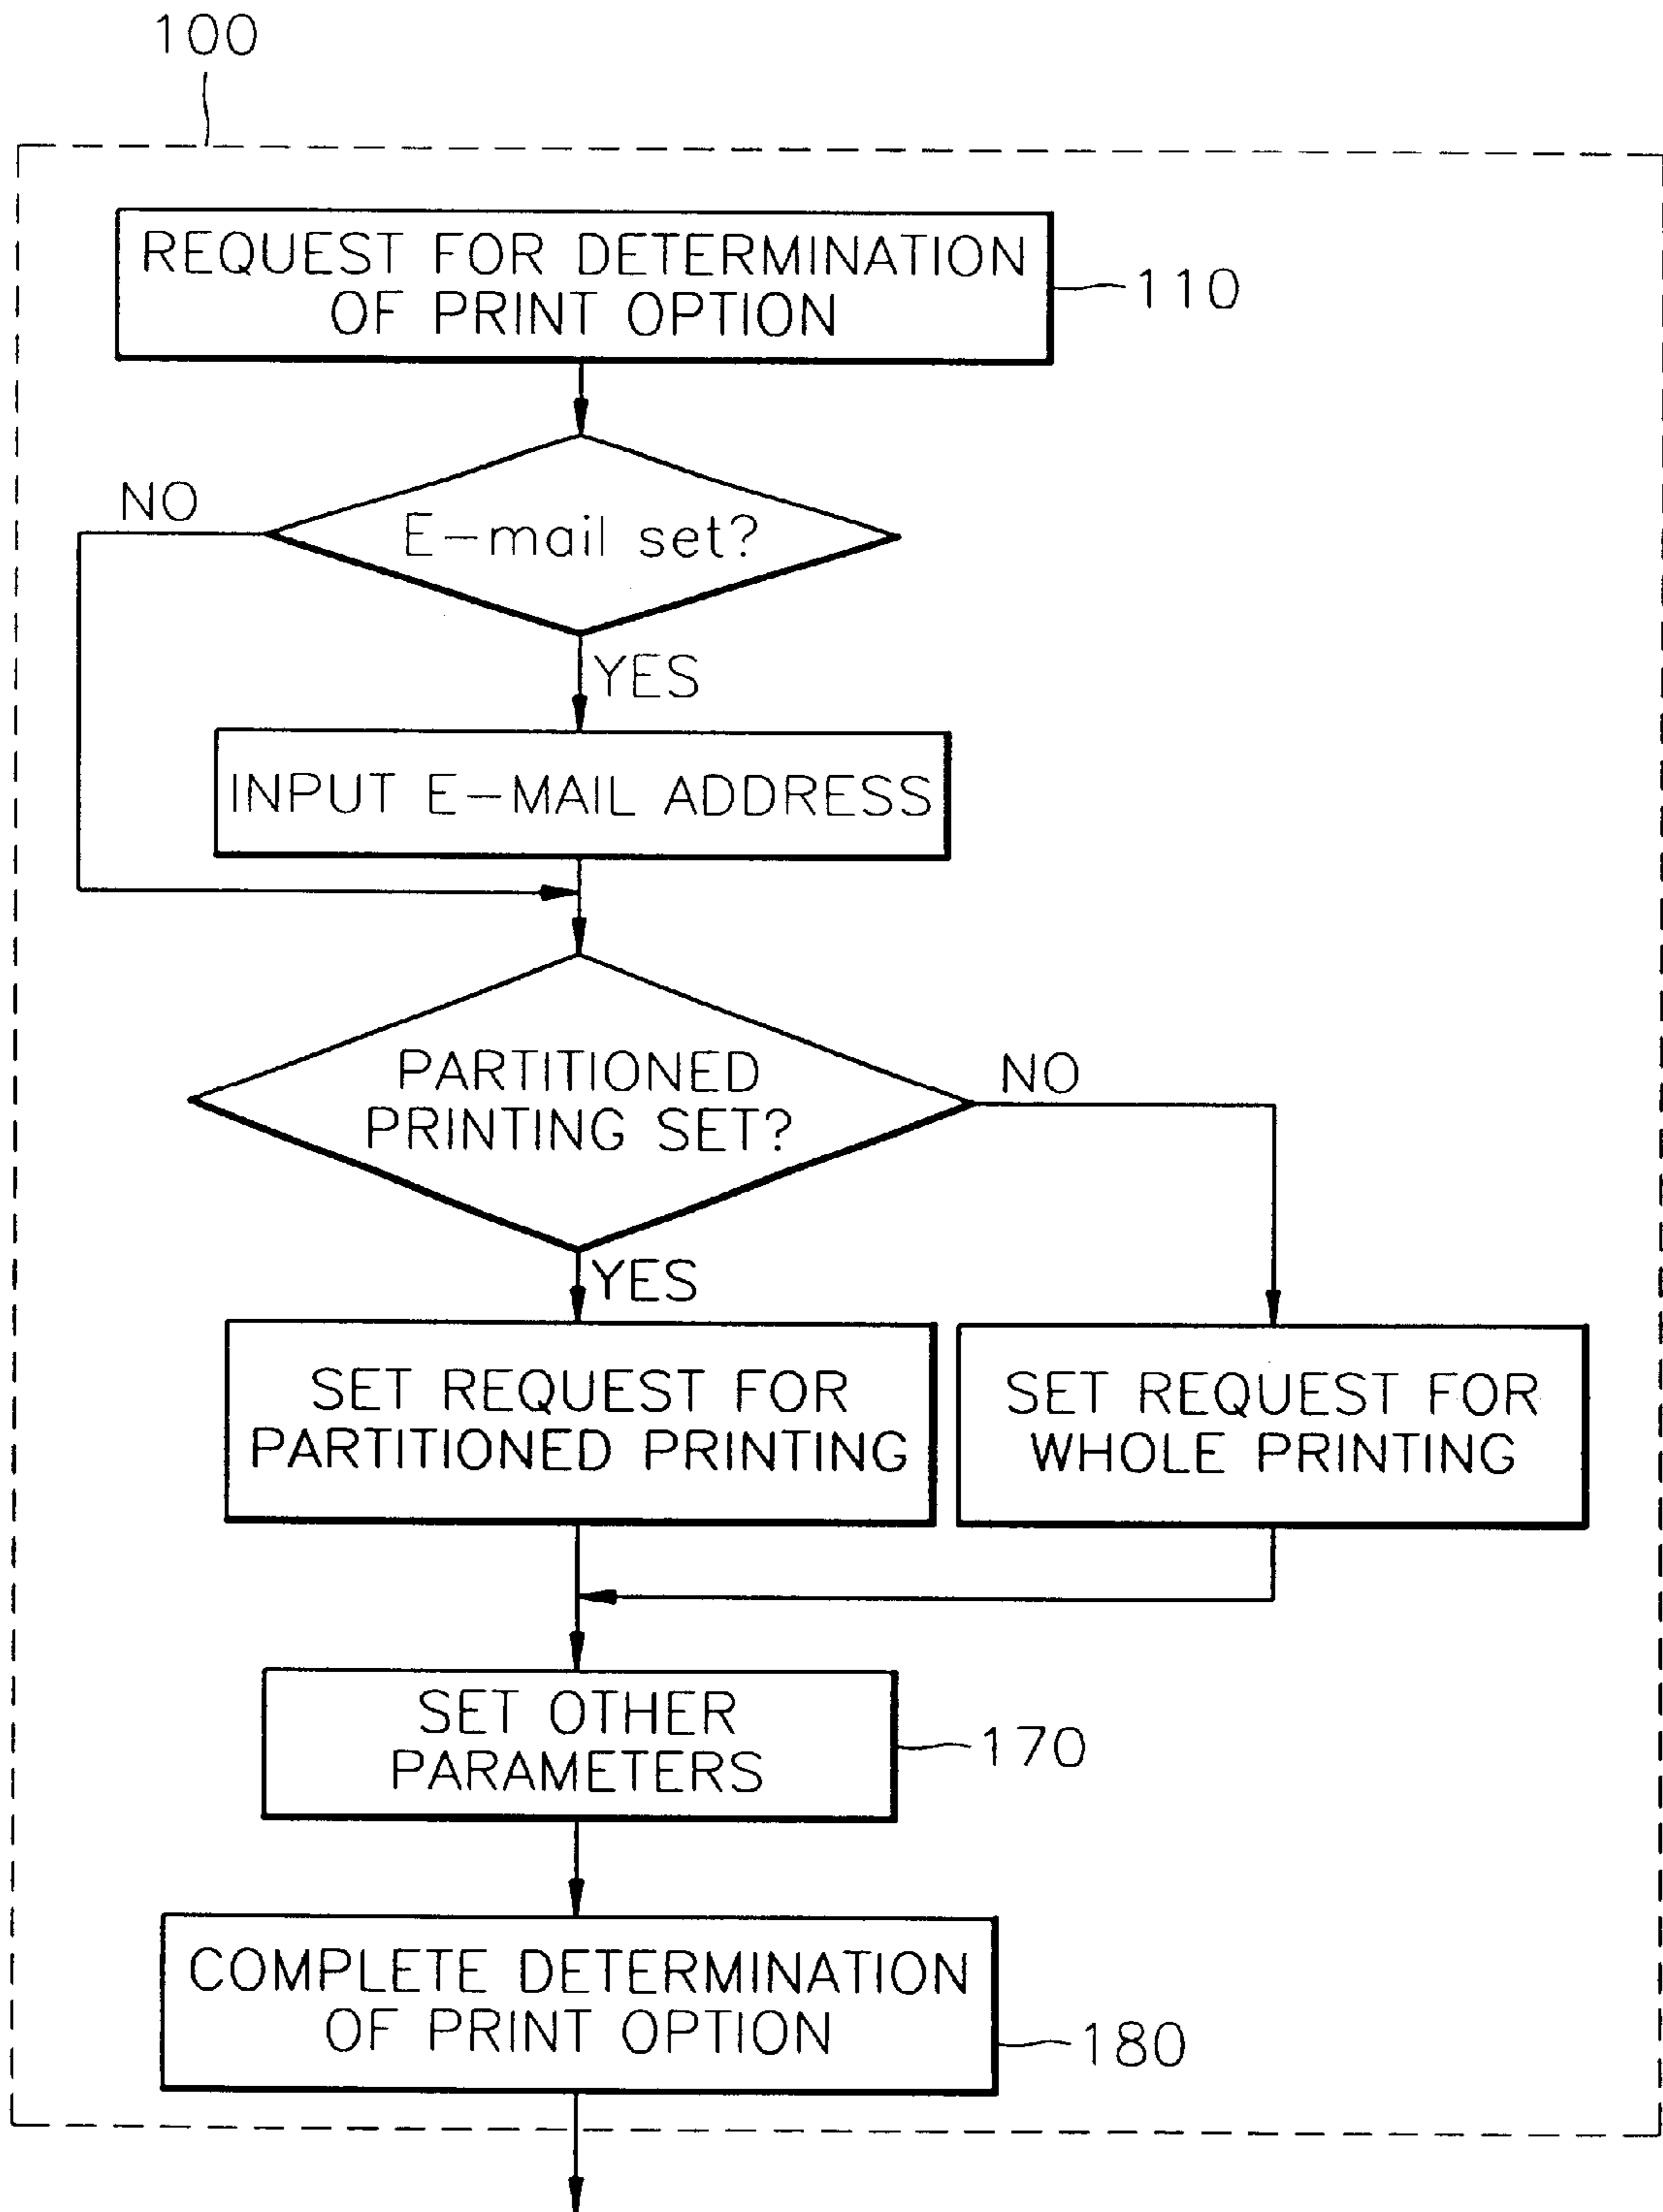 100
REQUEST FOR DETERMINATION
OF PRINT OPTION
110
NO
E-mail set?
YES
INPUT E-MAIL ADDRESS
PARTITIONED
PRINTING SET?
NO
YES
SET REQUEST FOR
PARTITIONED PRINTING
SET REQUEST FOR
WHOLE PRINTING
SET OTHER
PARAMETERS
170
COMPLETE DETERMINATION
OF PRINT OPTION
180